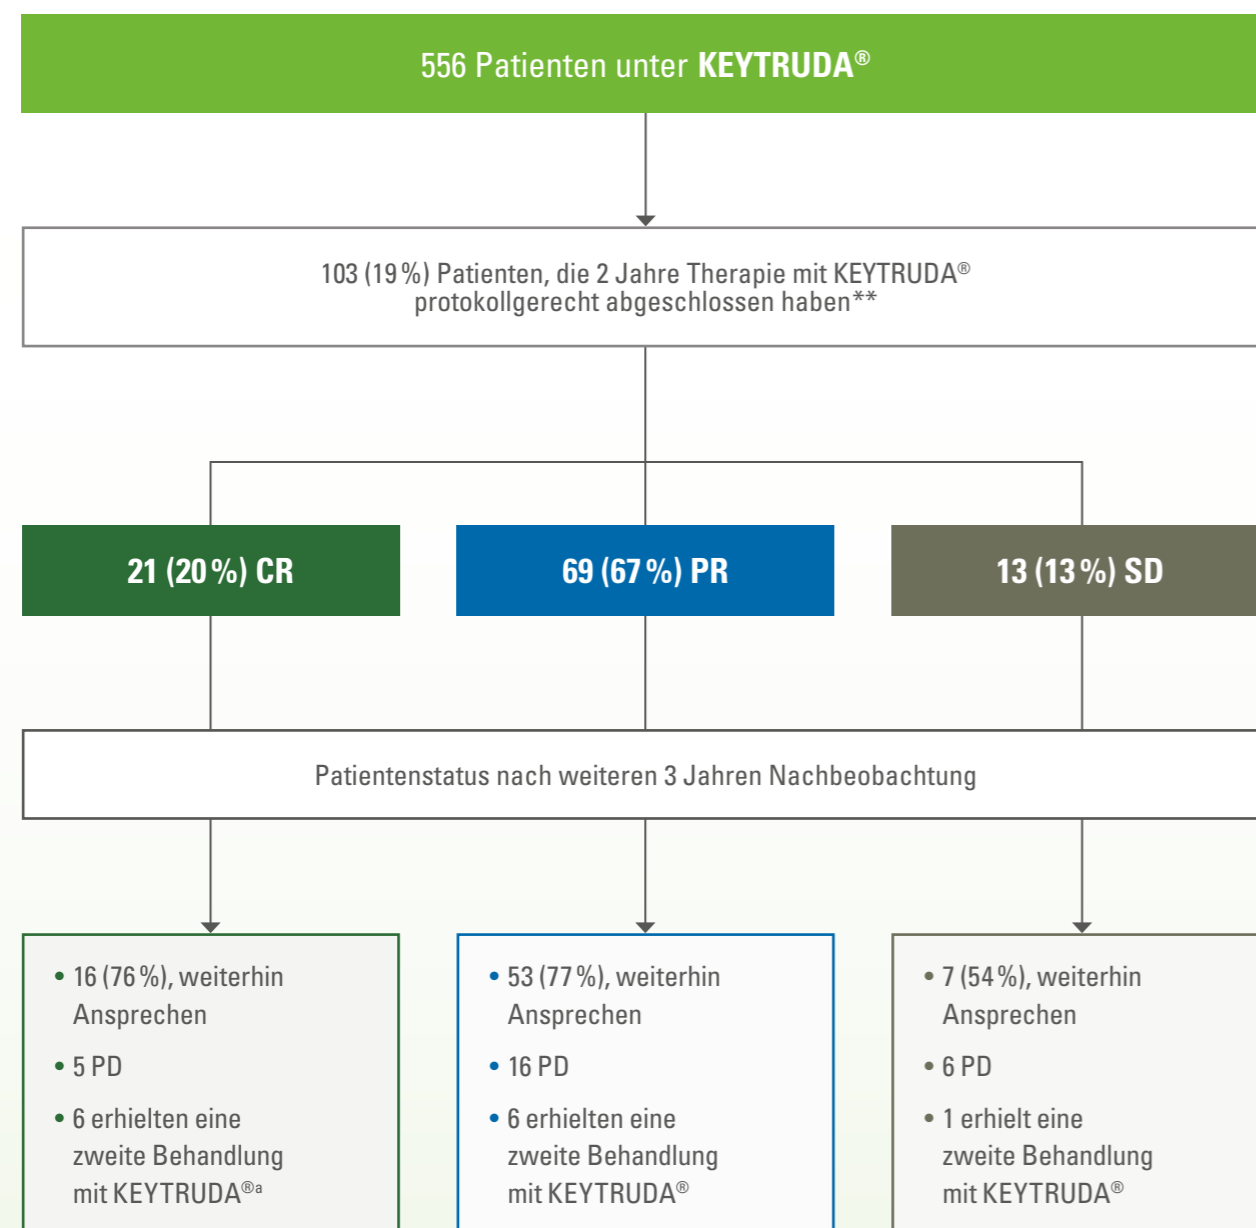 556 Patienten unter KEYTRUDA®
103 (19 %) Patienten, die 2 Jahre Therapie mit KEYTRUDA®
protokollgerecht abgeschlossen haben**
21 (20 %) CR
69 (67 %) PR
13 (13 %) SD
Patientenstatus nach weiteren 3 Jahren Nachbeobachtung
• 16 (76 %), weiterhin
Ansprechen
• 5 PD
• 6 erhielten eine
zweite Behandlung
mit KEYTRUDA®ᵃ
• 53 (77 %), weiterhin
Ansprechen
• 16 PD
• 6 erhielten eine
zweite Behandlung
mit KEYTRUDA®
• 7 (54 %), weiterhin
Ansprechen
• 6 PD
• 1 erhielt eine
zweite Behandlung
mit KEYTRUDA®